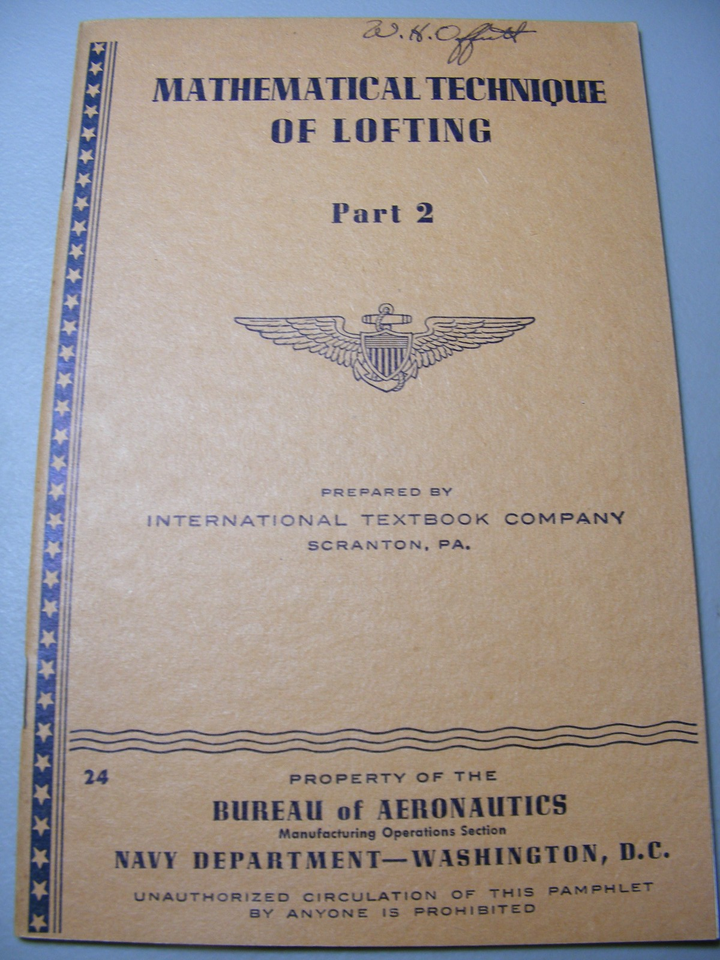 W. H. Offutt
MATHEMATICAL TECHNIQUE
OF LOFTING
Part 2
PREPARED BY
INTERNATIONAL TEXTBOOK COMPANY
SCRANTON, PA.
24
PROPERTY OF THE
BUREAU of AERONAUTICS
Manufacturing Operations Section
NAVY DEPARTMENT—WASHINGTON, D.C.
UNAUTHORIZED CIRCULATION OF THIS PAMPHLET
BY ANYONE IS PROHIBITED